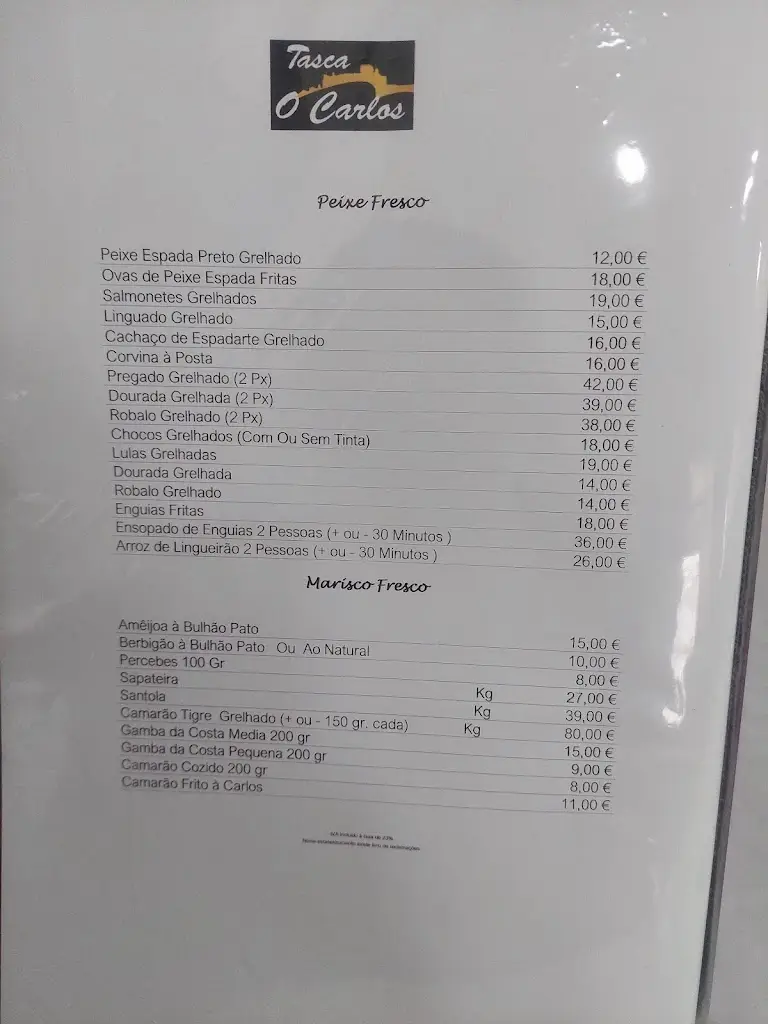 Tasca
O Carlos
Peixe Fresco
Peixe Espada Preto Grelhado 12,00 €
Ovas de Peixe Espada Fritas 18,00 €
Salmonetes Grelhados 19,00 €
Linguado Grelhado 15,00 €
Cachaço de Espadarte Grelhado 16,00 €
Corvina à Posta 16,00 €
Pregado Grelhado (2 Px) 42,00 €
Dourada Grelhada (2 Px) 39,00 €
Robalo Grelhado (2 Px) 38,00 €
Chocos Grelhados (Com Ou Sem Tinta) 18,00 €
Lulas Grelhadas 19,00 €
Dourada Grelhada 14,00 €
Robalo Grelhado 14,00 €
Enguias Fritas 18,00 €
Ensopado de Enguias 2 Pessoas (+ ou - 30 Minutos ) 36,00 €
Arroz de Lingueirão 2 Pessoas (+ ou - 30 Minutos ) 26,00 €
Marisco Fresco
Amêijoa à Bulhão Pato 15,00 €
Berbigão à Bulhão Pato Ou Ao Natural 10,00 €
Percebes 100 Gr 8,00 €
Sapateira Kg 27,00 €
Santola Kg 39,00 €
Camarão Tigre Grelhado (+ ou - 150 gr. cada) Kg 80,00 €
Gamba da Costa Media 200 gr 15,00 €
Gamba da Costa Pequena 200 gr 9,00 €
Camarão Cozido 200 gr 8,00 €
Camarão Frito à Carlos 11,00 €